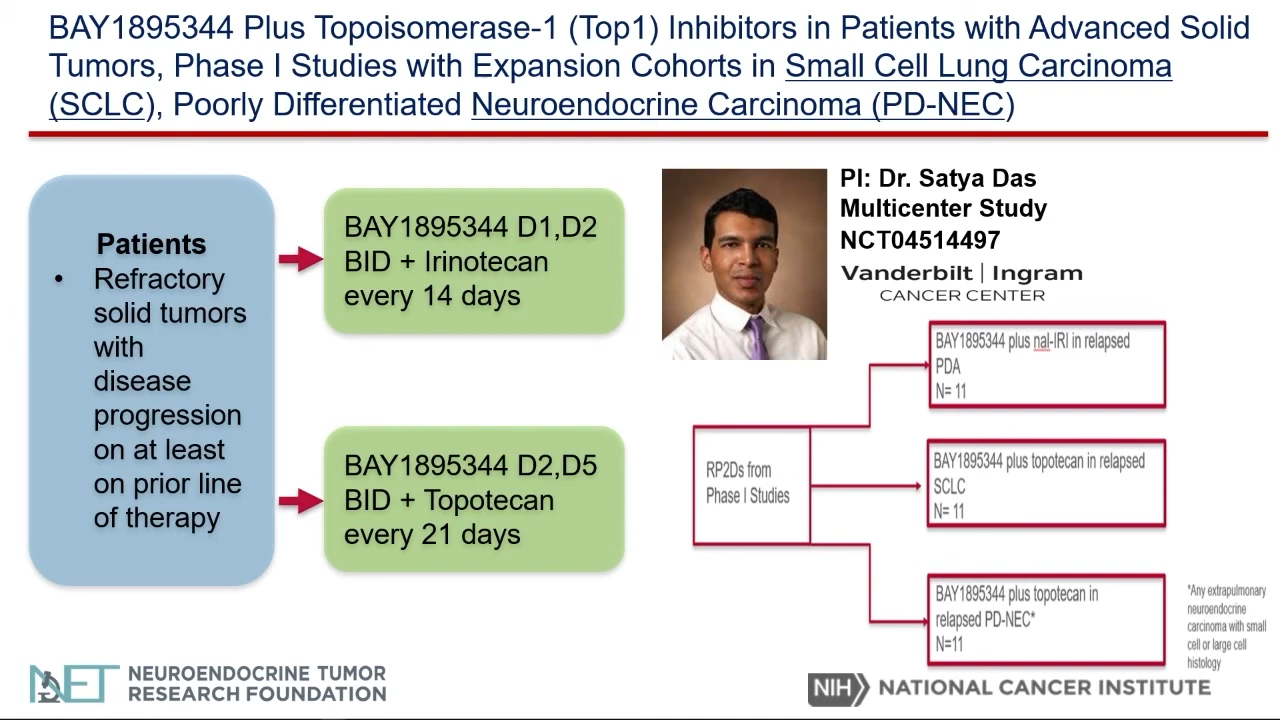 BAY1895344 Plus Topoisomerase-1 (Top1) Inhibitors in Patients with Advanced Solid
Tumors, Phase I Studies with Expansion Cohorts in Small Cell Lung Carcinoma
(SCLC), Poorly Differentiated Neuroendocrine Carcinoma (PD-NEC)
Patients
• Refractory
solid tumors
with
disease
progression
on at least
on prior line
of therapy
BAY1895344 D1,D2
BID + Irinotecan
every 14 days
BAY1895344 D2,D5
BID + Topotecan
every 21 days
PI: Dr. Satya Das
Multicenter Study
NCT04514497
Vanderbilt | Ingram
CANCER CENTER
RP2Ds from
Phase I Studies
BAY1895344 plus nal-IRI in relapsed
PDA
N= 11
BAY1895344 plus topotecan in relapsed
SCLC
N= 11
BAY1895344 plus topotecan in
relapsed PD-NEC*
N=11
*Any extrapulmonary
neuroendocrine
carcinoma with small
cell or large cell
histology
NET NEUROENDOCRINE TUMOR
RESEARCH FOUNDATION
NIH NATIONAL CANCER INSTITUTE